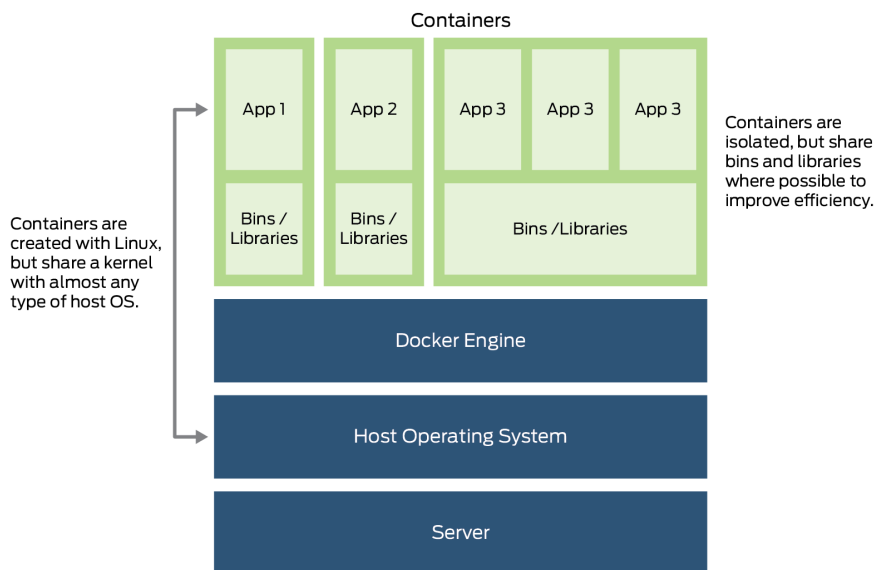 Containers
App 1
App 2
App 3
App 3
App 3
Bins /
Libraries
Bins /
Libraries
Bins /Libraries
Containers are
isolated, but share
bins and libraries
where possible to
improve efficiency.
Containers are
created with Linux,
but share a kernel
with almost any
type of host OS.
Docker Engine
Host Operating System
Server